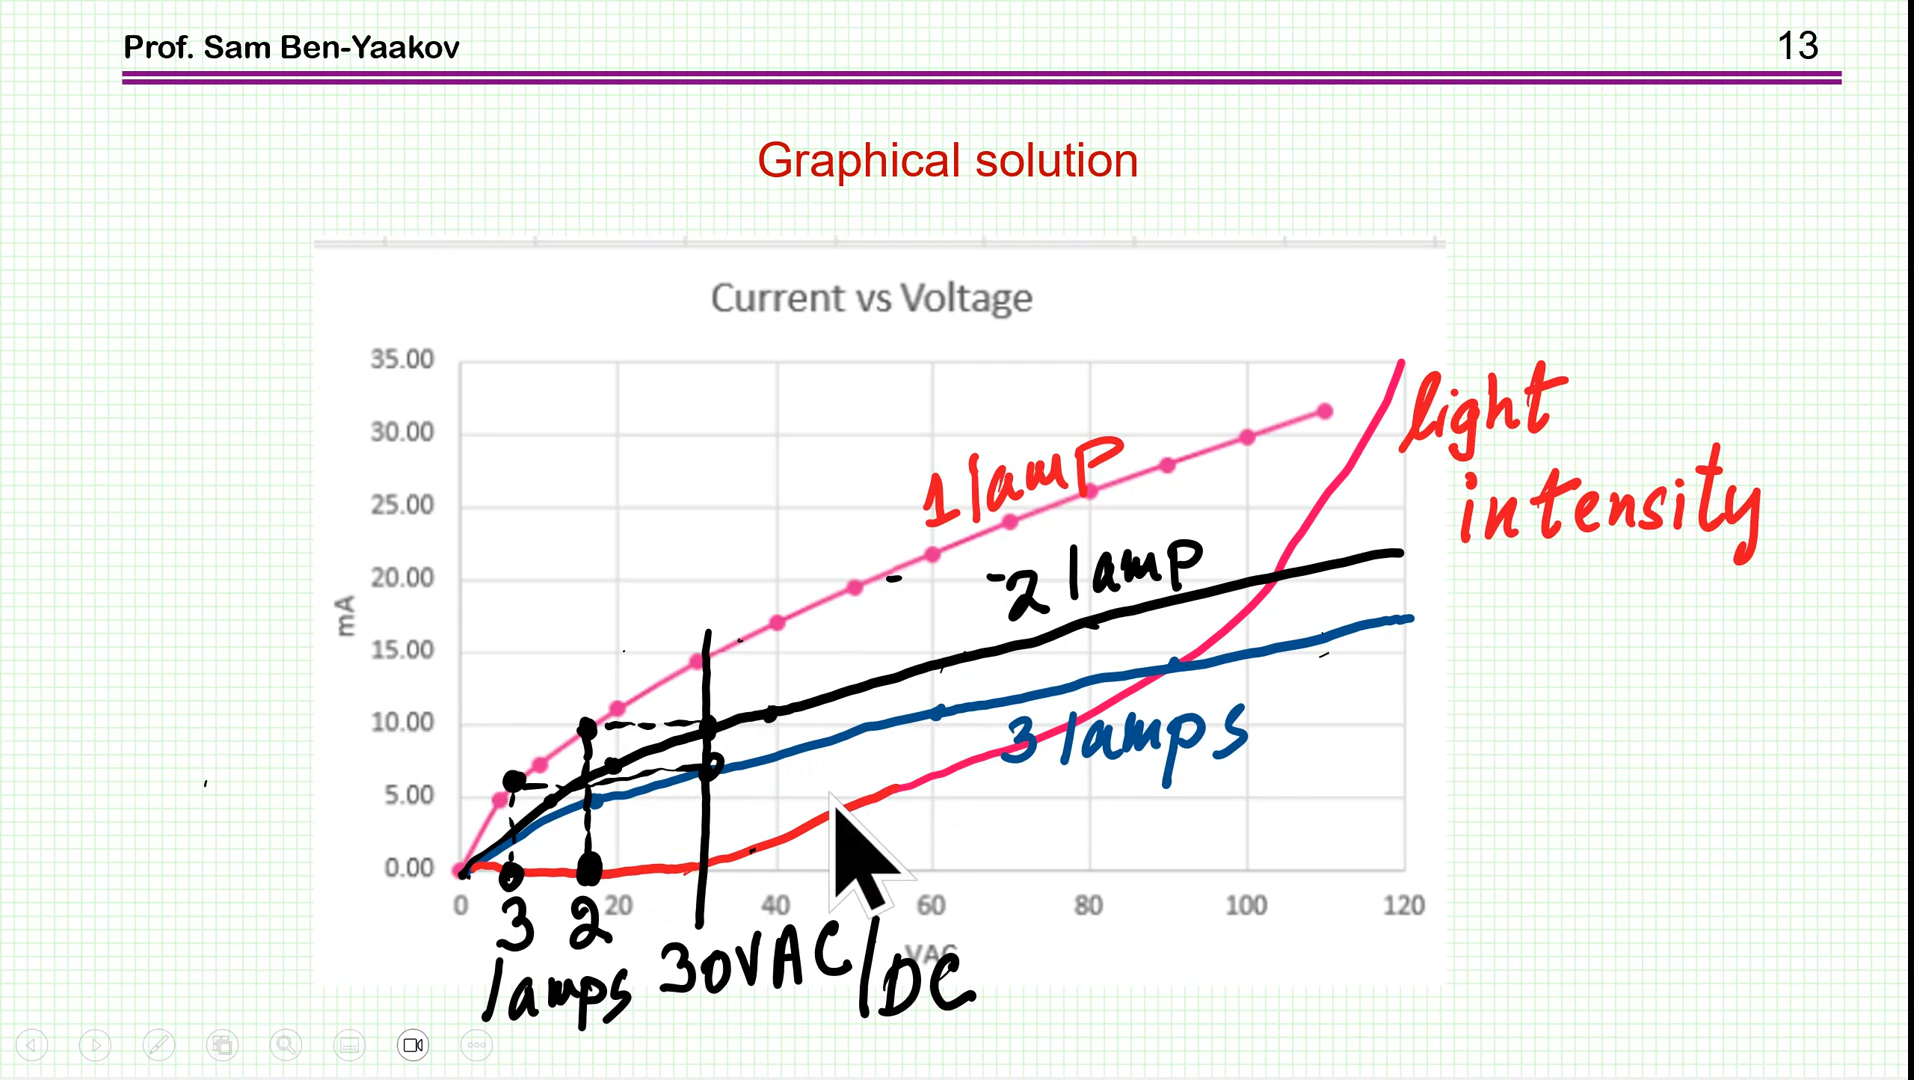 Prof. Sam Ben-Yaakov 13
Graphical solution
Current vs Voltage
35.00
30.00
25.00
20.00
15.00
10.00
5.00
0.00
mA
0 20 40 60 80 100 120
VAC
light
intensity
1 lamp
2 lamp
3 lamps
3 2
lamps
30VAC/DC